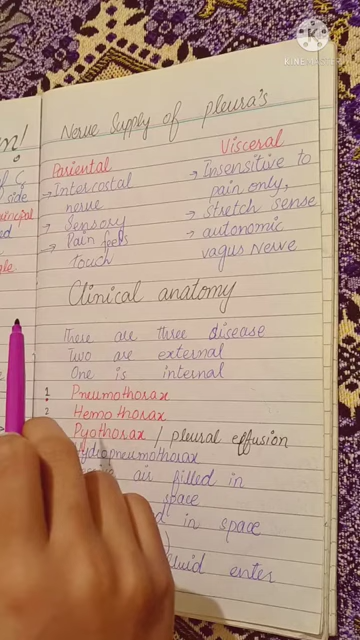 KINEMASTER
Nerve Supply of pleura's
Pariental
→ Intercostal
nerve
→ Sensory
→ Pain feels
touch
Visceral
→ Insensitive to
pain only,
→ Stretch sense
→ autonomic
vagus Nerve
Clinical anatomy
There are three disease
Two are external
One is internal
1 Pneumothorax
2 Hemothorax
Pyothorax / pleural effusion
Hydropneumothorax
air filled in
space
in space
enter